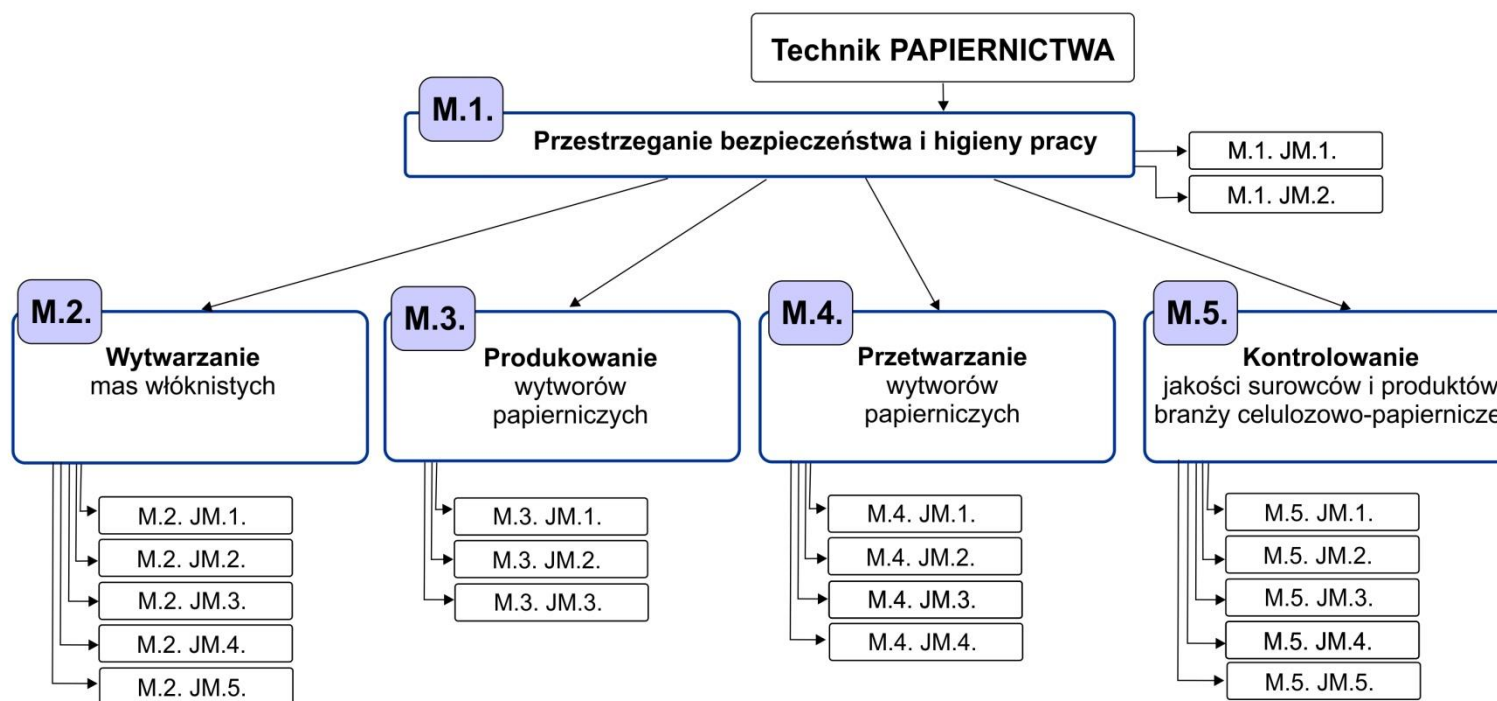 Technik PAPIERNICTWA
M.1.
Przestrzeganie bezpieczeństwa i higieny pracy
M.1. JM.1.
M.1. JM.2.
M.2.
Wytwarzanie
mas włóknistych
M.2. JM.1.
M.2. JM.2.
M.2. JM.3.
M.2. JM.4.
M.2. JM.5.
M.3.
Produkowanie
wytworów
papierniczych
M.3. JM.1.
M.3. JM.2.
M.3. JM.3.
M.4.
Przetwarzanie
wytworów
papierniczych
M.4. JM.1.
M.4. JM.2.
M.4. JM.3.
M.4. JM.4.
M.5.
Kontrolowanie
jakości surowców i produktów
branży celulozowo-papiernicze
M.5. JM.1.
M.5. JM.2.
M.5. JM.3.
M.5. JM.4.
M.5. JM.5.